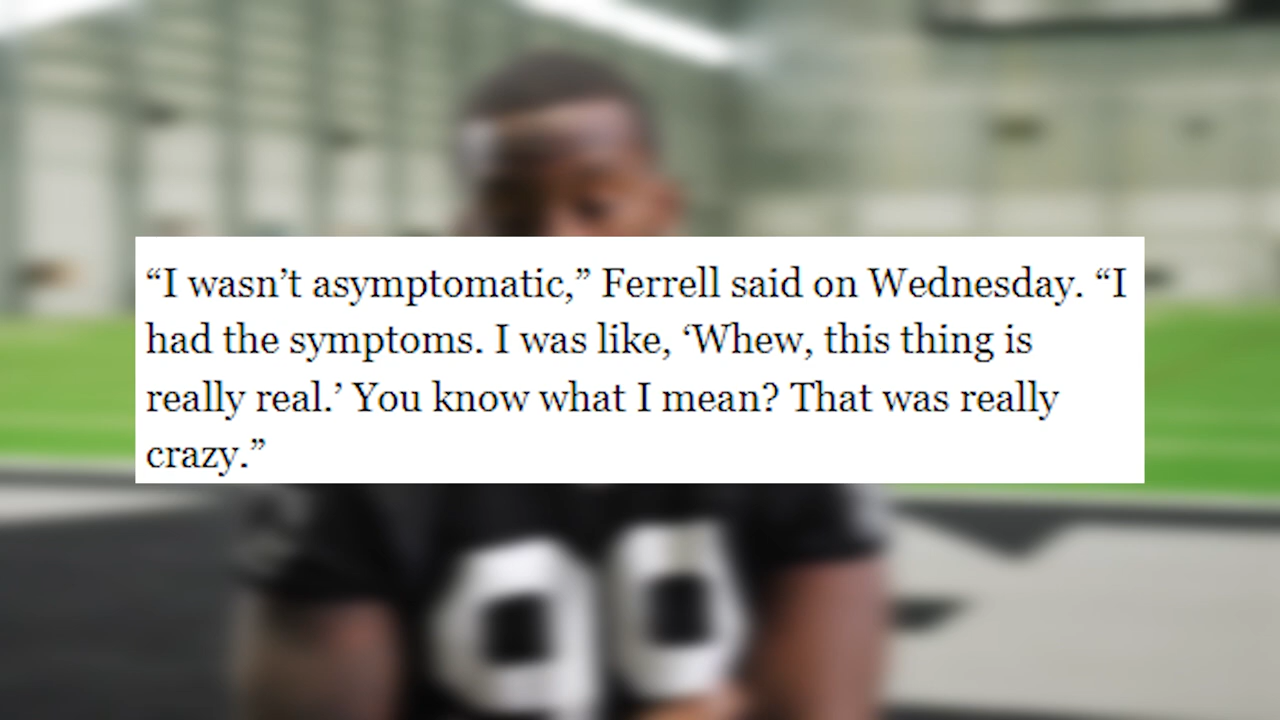 “I wasn’t asymptomatic,” Ferrell said on Wednesday. “I
had the symptoms. I was like, ‘Whew, this thing is
really real.’ You know what I mean? That was really
crazy.”